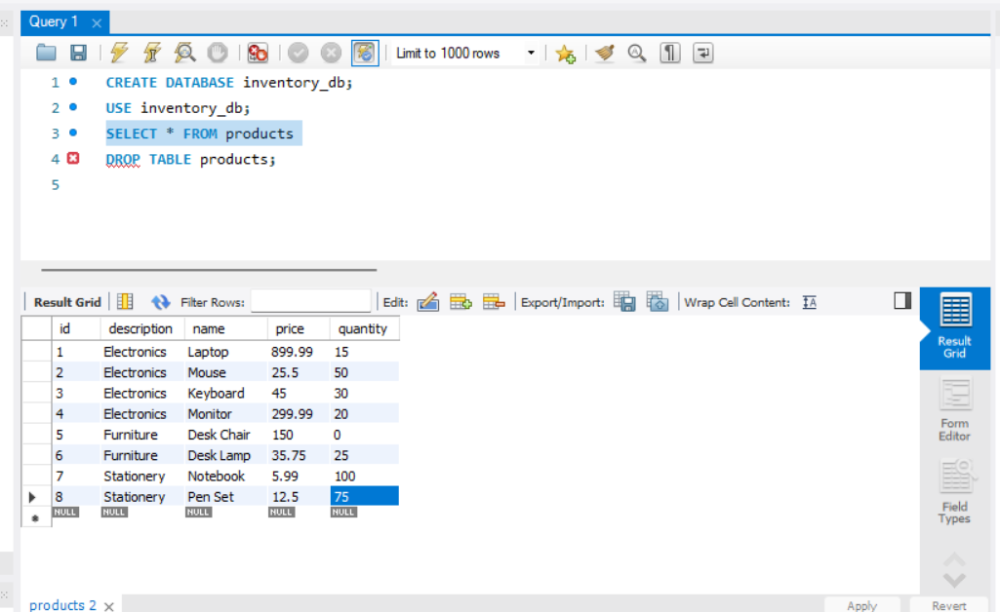 Query 1
Limit to 1000 rows
1 CREATE DATABASE inventory_db;
2 USE inventory_db;
3 SELECT * FROM products
4 DROP TABLE products;
5
Result Grid Filter Rows: Edit: Export/Import: Wrap Cell Content:
id description name price quantity
1 Electronics Laptop 899.99 15
2 Electronics Mouse 25.5 50
3 Electronics Keyboard 45 30
4 Electronics Monitor 299.99 20
5 Furniture Desk Chair 150 0
6 Furniture Desk Lamp 35.75 25
7 Stationery Notebook 5.99 100
8 Stationery Pen Set 12.5 75
NULL NULL NULL NULL NULL
Result
Grid
Form
Editor
Field
Types
products 2
Apply Revert